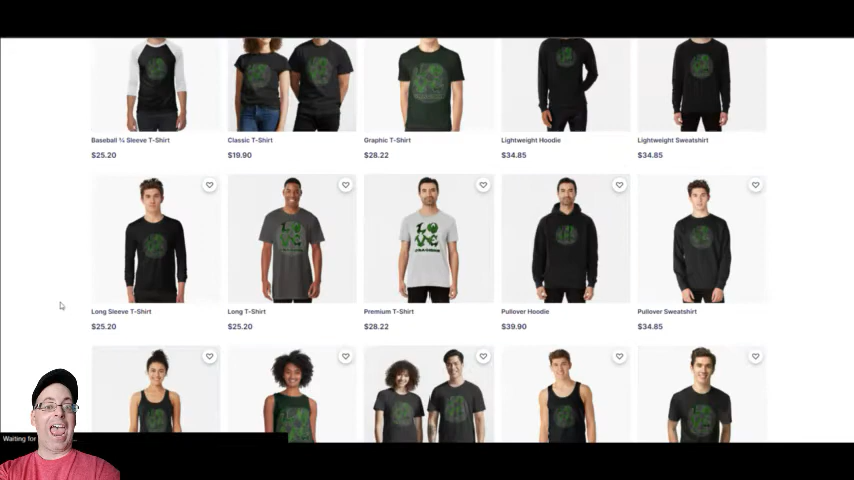 Baseball ¾ Sleeve T-Shirt
$25.20
Classic T-Shirt
$19.90
Graphic T-Shirt
$28.22
Lightweight Hoodie
$34.85
Lightweight Sweatshirt
$34.85
Long Sleeve T-Shirt
$25.20
Long T-Shirt
$25.20
Premium T-Shirt
$28.22
Pullover Hoodie
$39.90
Pullover Sweatshirt
$34.85
Waiting for